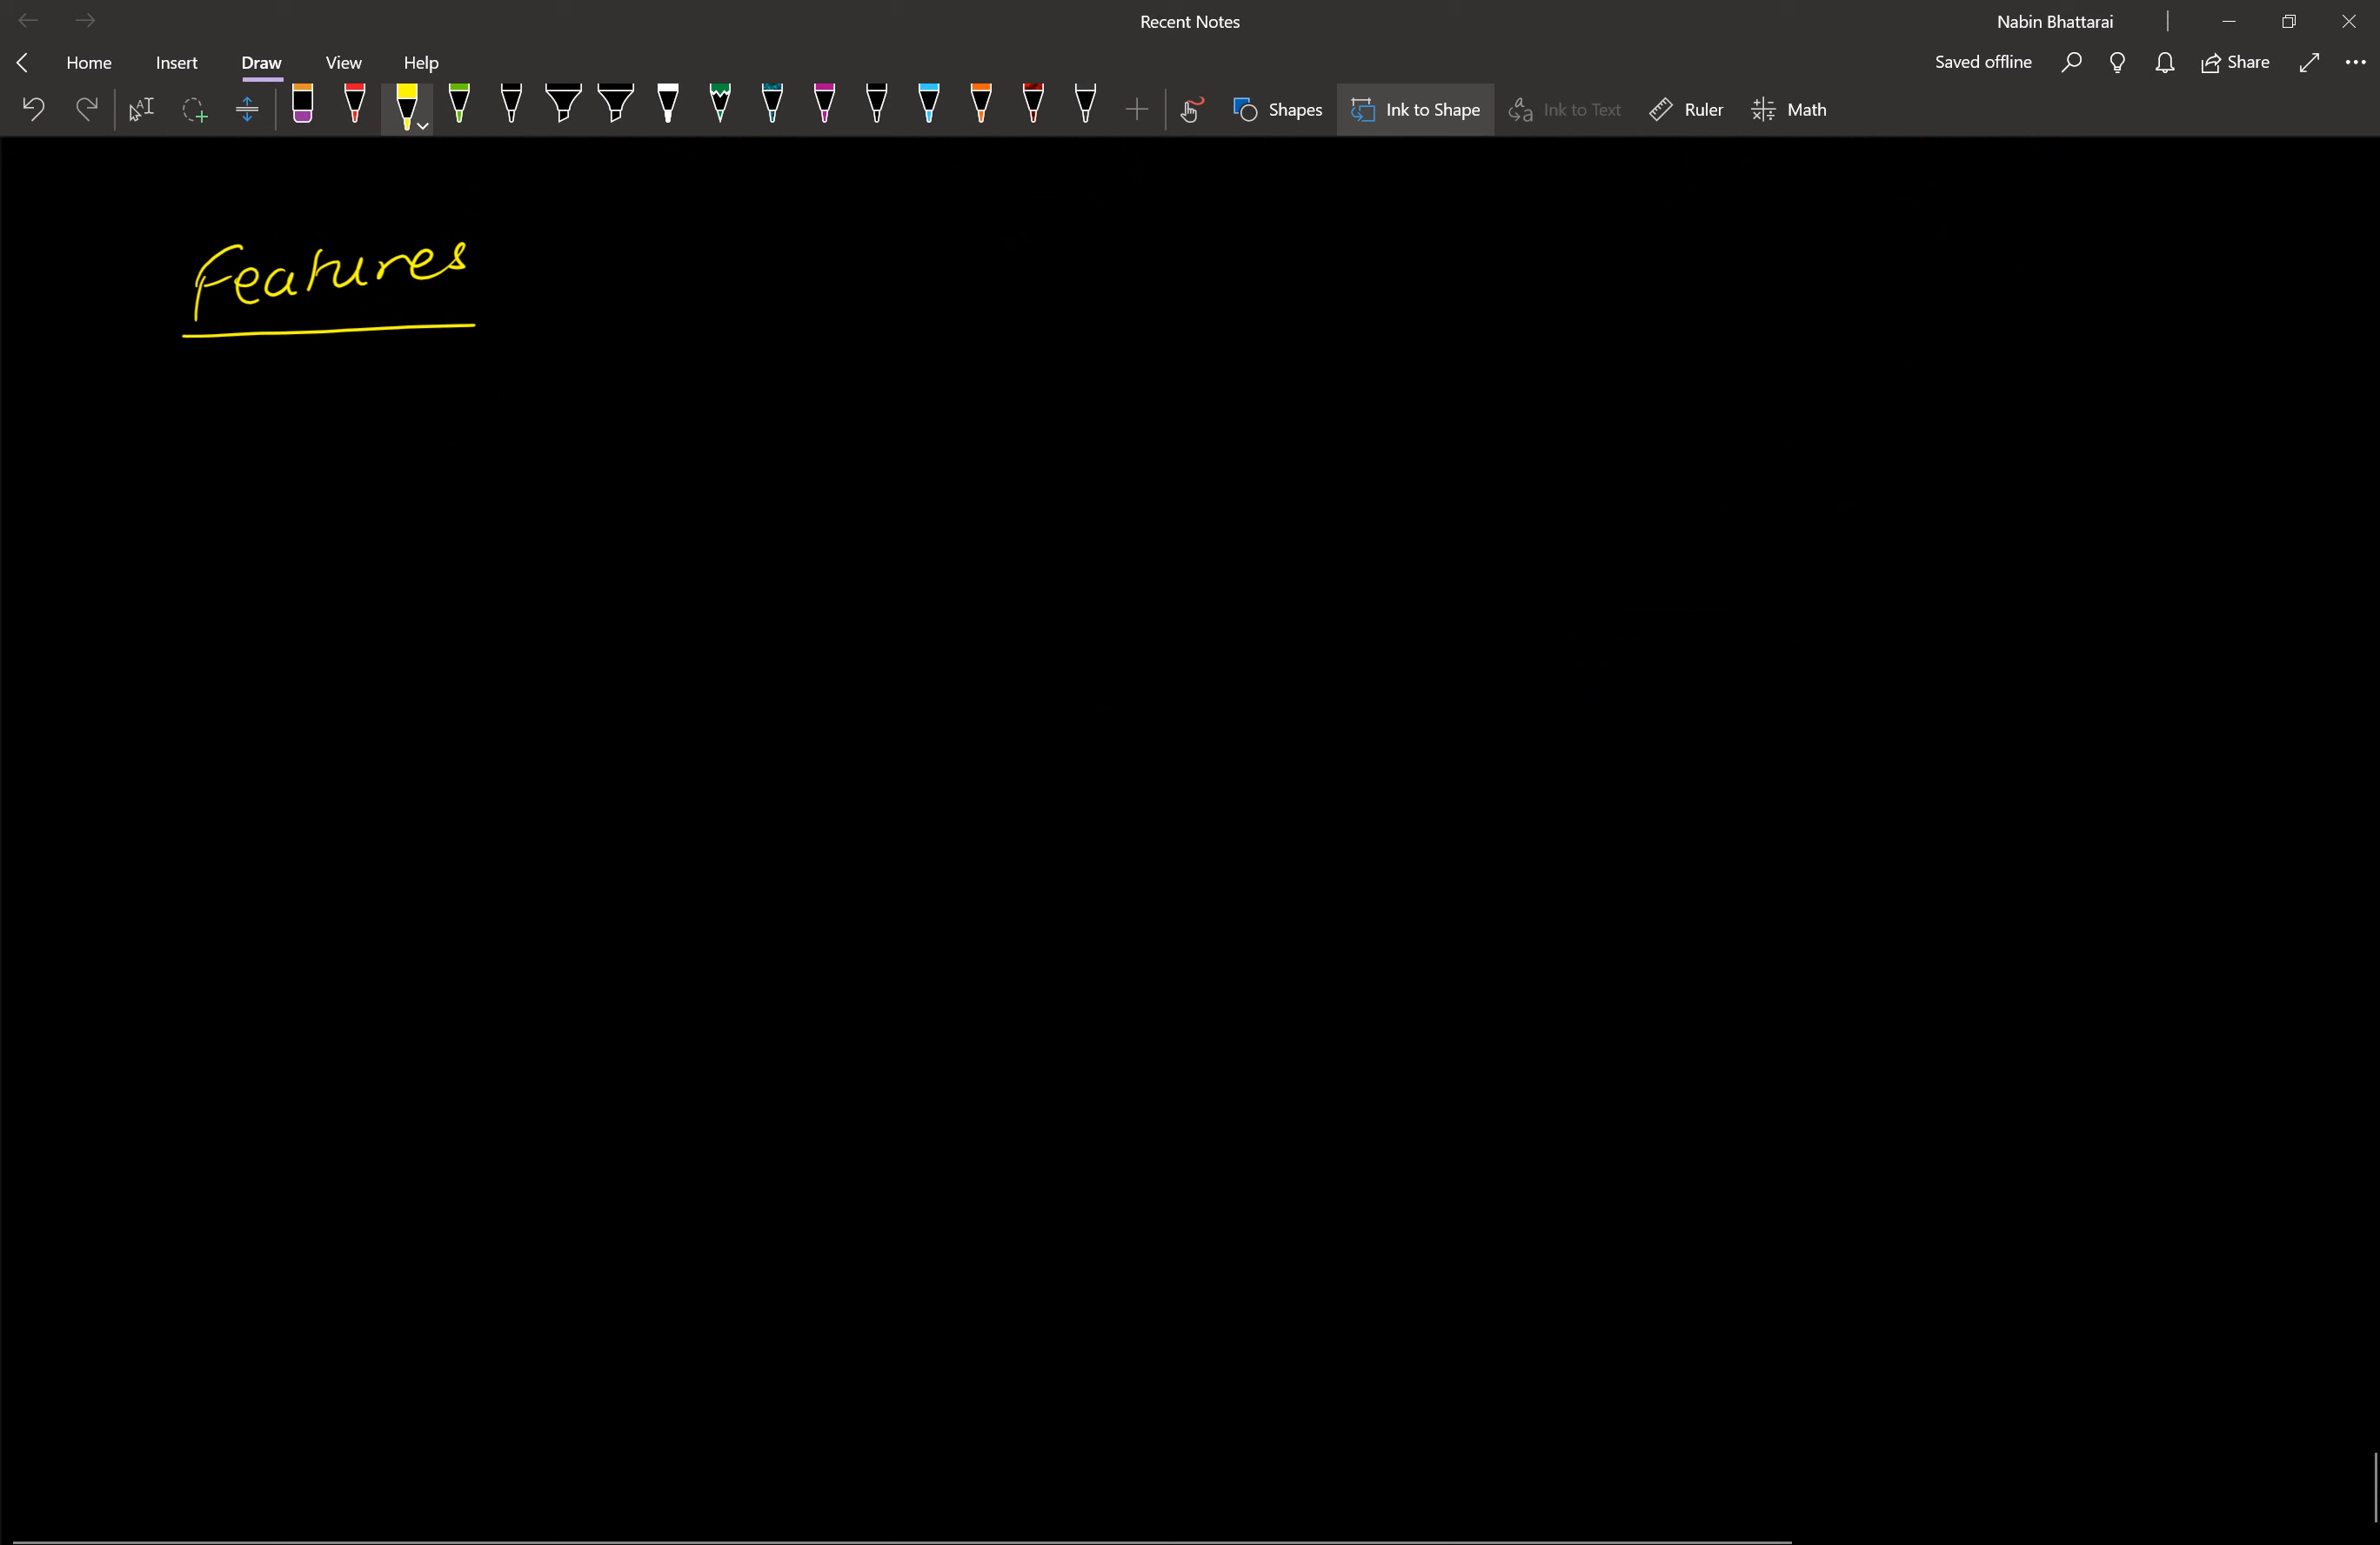 Recent Notes
Nabin Bhattarai
Home Insert Draw View Help
Saved offline
Share
Shapes
Ink to Shape
Ink to Text
Ruler
Math
Features